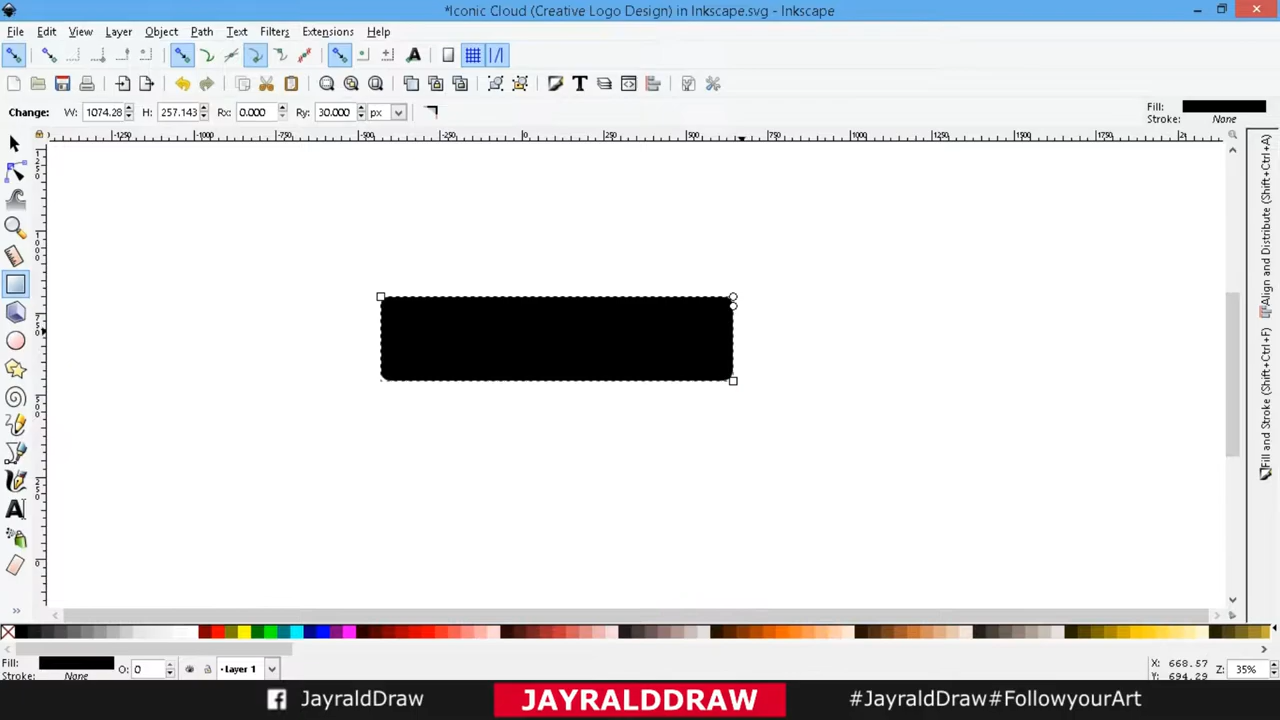 *Iconic Cloud (Creative Logo Design) in Inkscape.svg - Inkscape
File Edit View Layer Object Path Text Filters Extensions Help
Change: W: 1074.28 H: 257.143 Rx: 0.000 Ry: 30.000 px
Fill:
Stroke: None
Align and Distribute (Shift+Ctrl+A)
Fill and Stroke (Shift+Ctrl+F)
Fill:
Stroke: None
O: 0
Layer 1
X: 668.57
Y: 694.29
Z: 35%
JayraldDraw
JAYRALDDRAW
#JayraldDraw#FollowyourArt